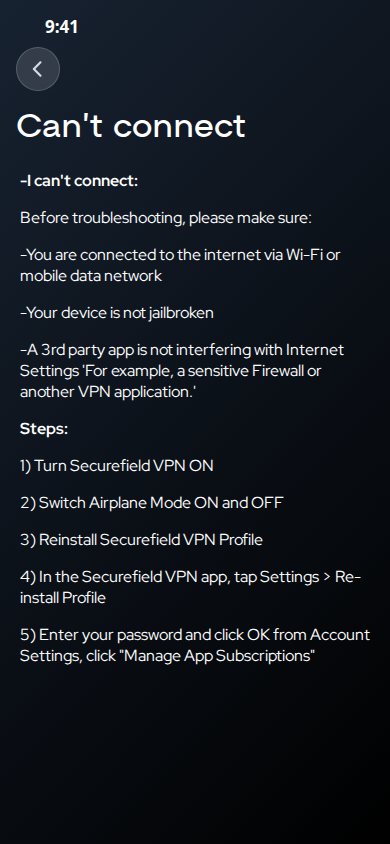 9:41
Can't connect
-I can't connect:
Before troubleshooting, please make sure:
-You are connected to the internet via Wi-Fi or
mobile data network
-Your device is not jailbroken
-A 3rd party app is not interfering with Internet
Settings 'For example, a sensitive Firewall or
another VPN application.'
Steps:
1) Turn Securefield VPN ON
2) Switch Airplane Mode ON and OFF
3) Reinstall Securefield VPN Profile
4) In the Securefield VPN app, tap Settings > Re-
install Profile
5) Enter your password and click OK from Account
Settings, click "Manage App Subscriptions"